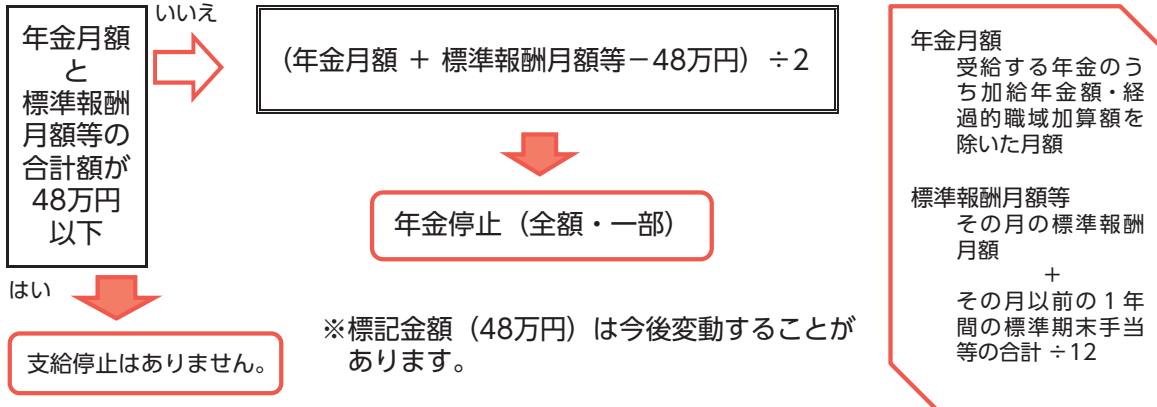 年金月額
と
標準報酬
月額等の
合計額が
48万円
以下
いいえ
（年金月額 ＋ 標準報酬月額等－48万円）÷2
年金停止（全額・一部）
はい
支給停止はありません。
※標記金額（48万円）は今後変動することが
あります。
年金月額
受給する年金のう
ち加給年金額・経
過的職域加算額を
除いた月額
標準報酬月額等
その月の標準報酬
月額
＋
その月以前の１年
間の標準期末手当
等の合計 ÷12